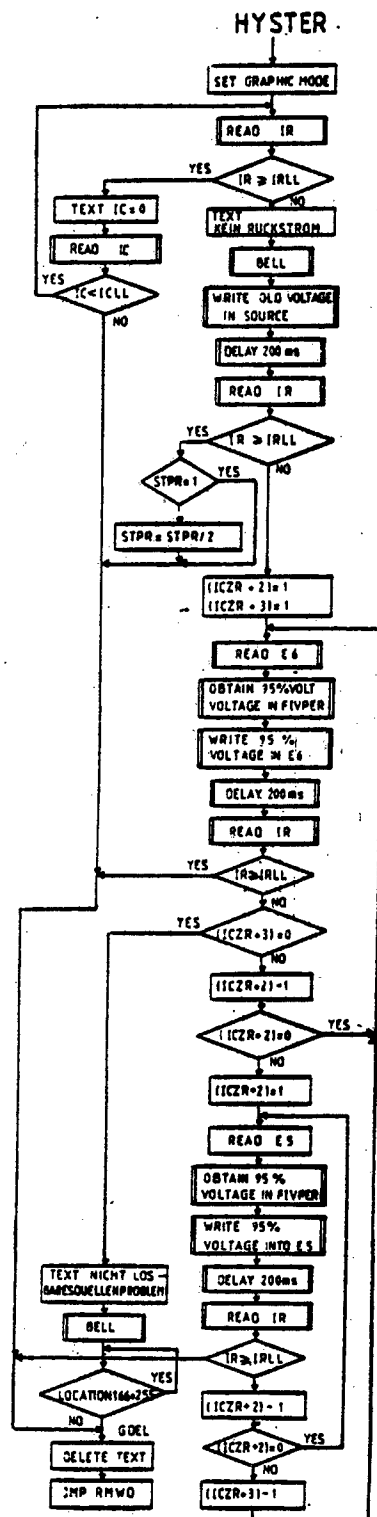 HYSTER
SET GRAPHIC MODE
READ IR
IR ⩾ IRLL
YES
NO
TEXT IC=0
READ IC
IC<ICLL
YES
NO
TEXT
KEIN RUCKSTROM
BELL
WRITE OLD VOLTAGE
IN SOURCE
DELAY 200 ms
READ IR
IR ⩾ IRLL
YES
NO
STPR=1
YES
STPR= STPR/2
(ICZR + 2)=1
(ICZR + 3)=1
READ E6
OBTAIN 95%VOLT
VOLTAGE IN FIVPER
WRITE 95 %
VOLTAGE IN E6
DELAY 200ms
READ IR
IR⩾IRLL
YES
NO
(ICZR+3)=0
YES
NO
(ICZR+2)-1
(ICZR+2)=0
YES
NO
(ICZR+2)=1
READ E5
OBTAIN 95 %
VOLTAGE IN FIVPER
WRITE 95%
VOLTAGE INTO E5
DELAY 200ms
READ IR
IR⩾IRLL
(ICZR+2)-1
(ICZR+2)=0
YES
NO
(ICZR+3)-1
TEXT NICHT LOS-
BARESQUELLENPROBLEM
BELL
LOCATION166=255
YES
NO
GDEL
DELETE TEXT
JMP RMWO